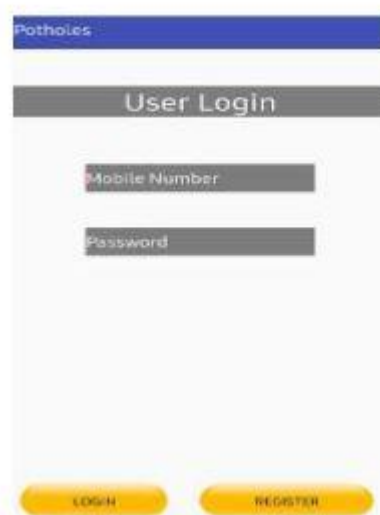 Potholes
User Login
Mobile Number
Password
LOGIN
REGISTER